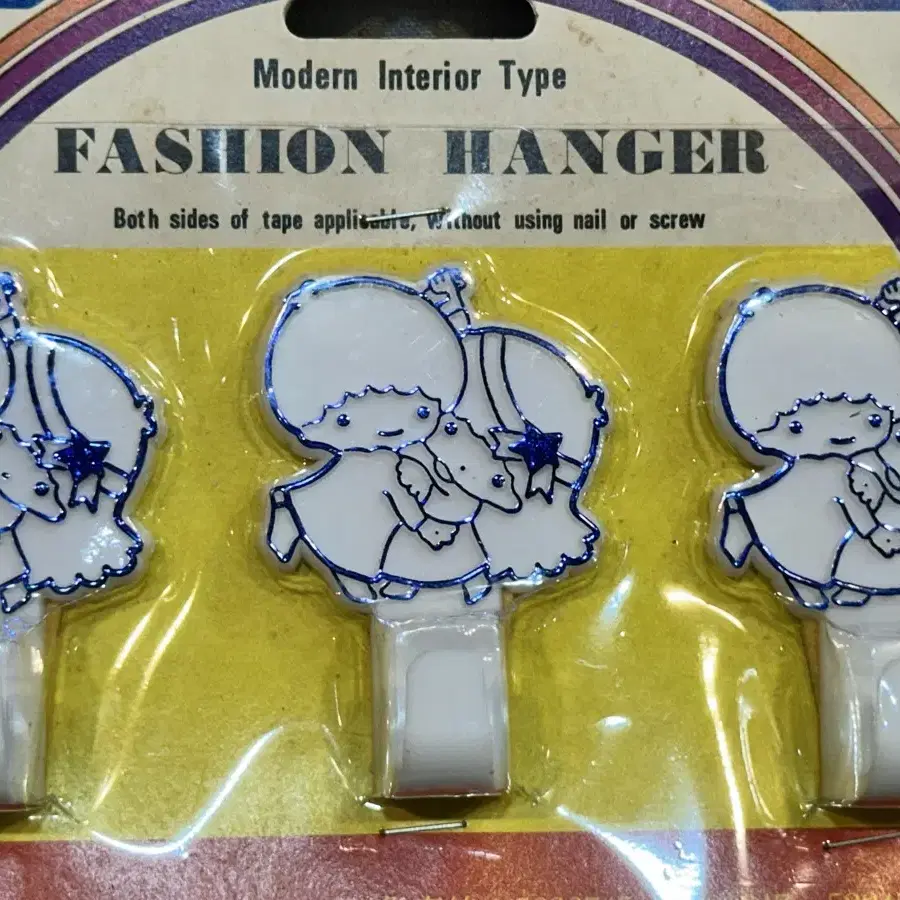 Modern Interior Type
FASHION HANGER
Both sides of tape applicable, without using nail or screw